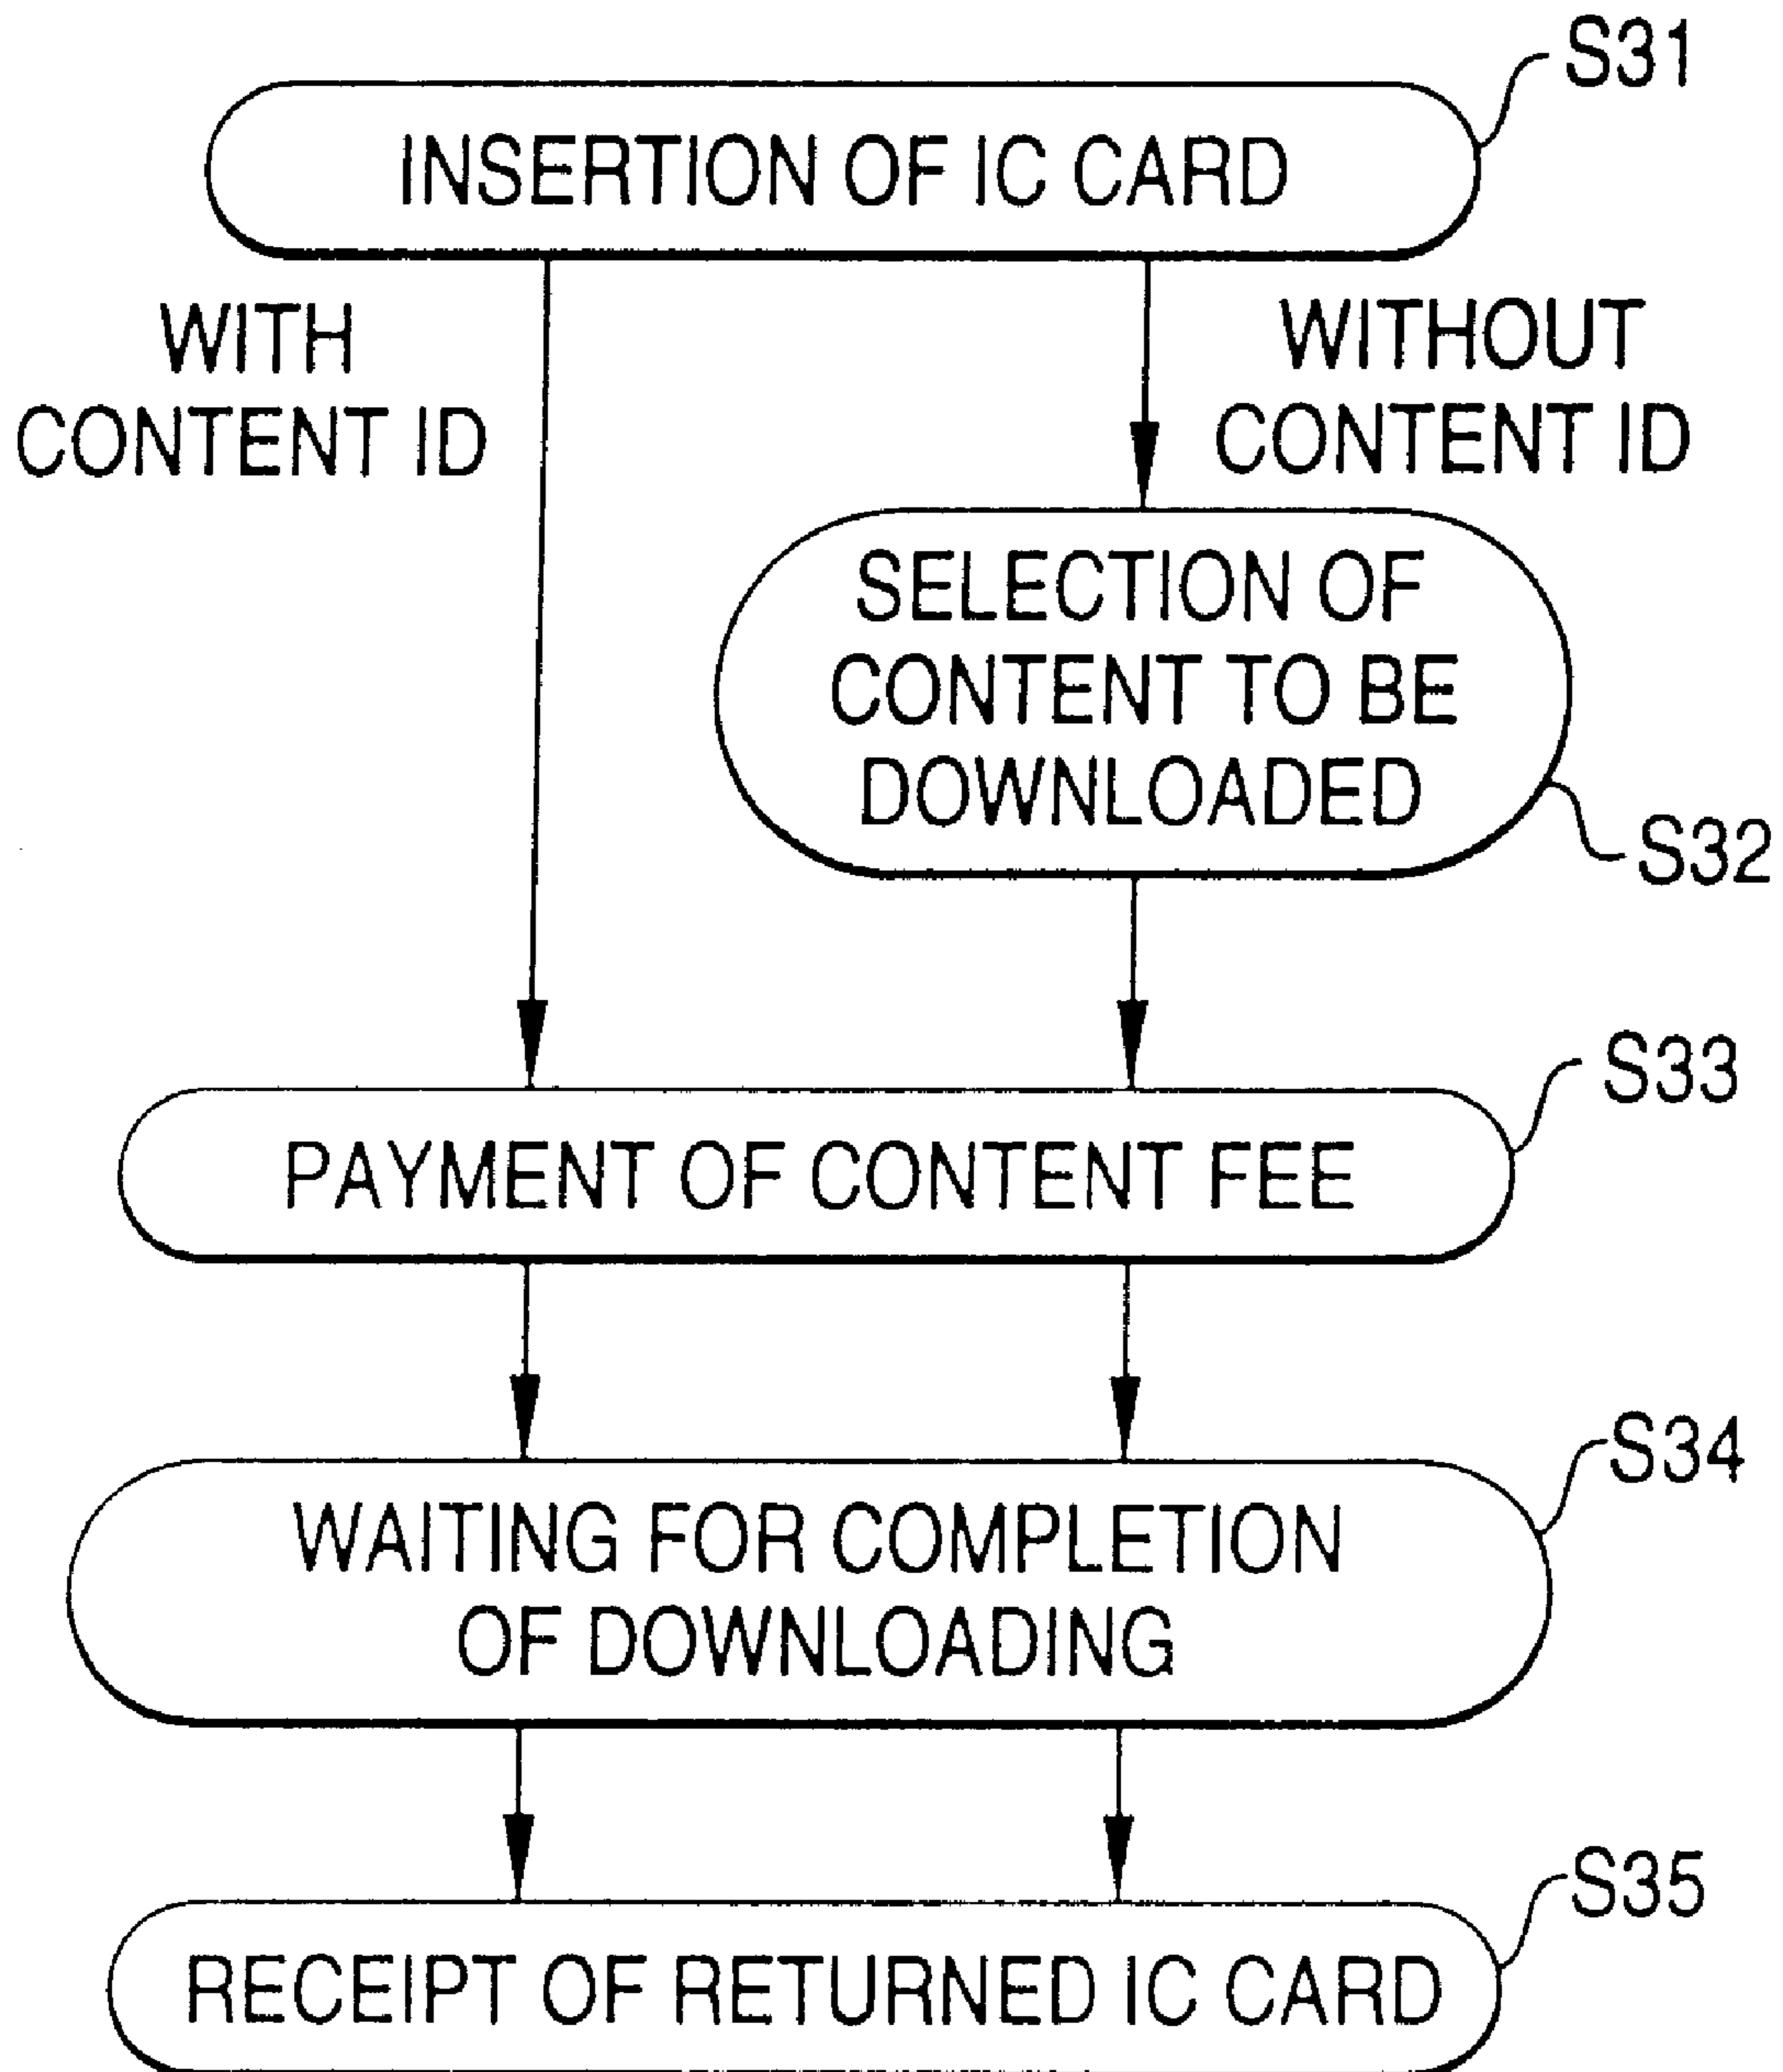 S31
INSERTION OF IC CARD
WITH
CONTENT ID
WITHOUT
CONTENT ID
SELECTION OF
CONTENT TO BE
DOWNLOADED
S32
S33
PAYMENT OF CONTENT FEE
S34
WAITING FOR COMPLETION
OF DOWNLOADING
S35
RECEIPT OF RETURNED IC CARD